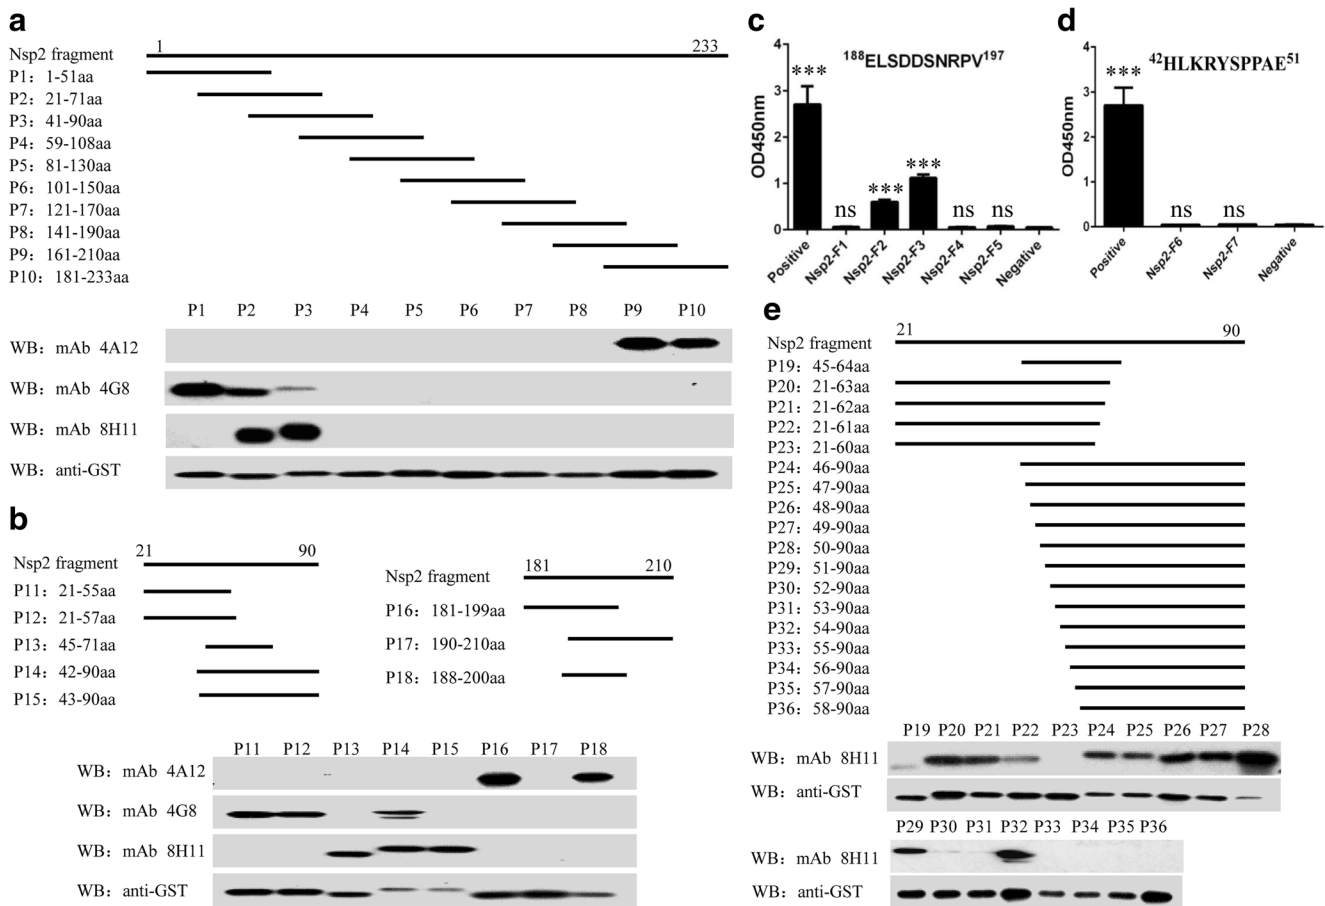 a
1 233
Nsp2 fragment
P1： 1-51aa
P2： 21-71aa
P3： 41-90aa
P4： 59-108aa
P5： 81-130aa
P6： 101-150aa
P7： 121-170aa
P8： 141-190aa
P9： 161-210aa
P10： 181-233aa
P1 P2 P3 P4 P5 P6 P7 P8 P9 P10
WB： mAb 4A12
WB： mAb 4G8
WB： mAb 8H11
WB： anti-GST
b
21 90
Nsp2 fragment
P11： 21-55aa
P12： 21-57aa
P13： 45-71aa
P14： 42-90aa
P15： 43-90aa
181 210
Nsp2 fragment
P16： 181-199aa
P17： 190-210aa
P18： 188-200aa
P11 P12 P13 P14 P15 P16 P17 P18
WB： mAb 4A12
WB： mAb 4G8
WB： mAb 8H11
WB： anti-GST
c
188ELSDDSNRPV197
OD450nm
4
3
2
1
0
*** ns *** *** ns ns
Positive Nsp2-F1 Nsp2-F2 Nsp2-F3 Nsp2-F4 Nsp2-F5 Negative
d
42HLKRYSPPAE51
OD450nm
4
3
2
1
0
*** ns ns
Positive Nsp2-F6 Nsp2-F7 Negative
e
21 90
Nsp2 fragment
P19： 45-64aa
P20： 21-63aa
P21： 21-62aa
P22： 21-61aa
P23： 21-60aa
P24： 46-90aa
P25： 47-90aa
P26： 48-90aa
P27： 49-90aa
P28： 50-90aa
P29： 51-90aa
P30： 52-90aa
P31： 53-90aa
P32： 54-90aa
P33： 55-90aa
P34： 56-90aa
P35： 57-90aa
P36： 58-90aa
P19 P20 P21 P22 P23 P24 P25 P26 P27 P28
WB： mAb 8H11
WB： anti-GST
P29 P30 P31 P32 P33 P34 P35 P36
WB： mAb 8H11
WB： anti-GST